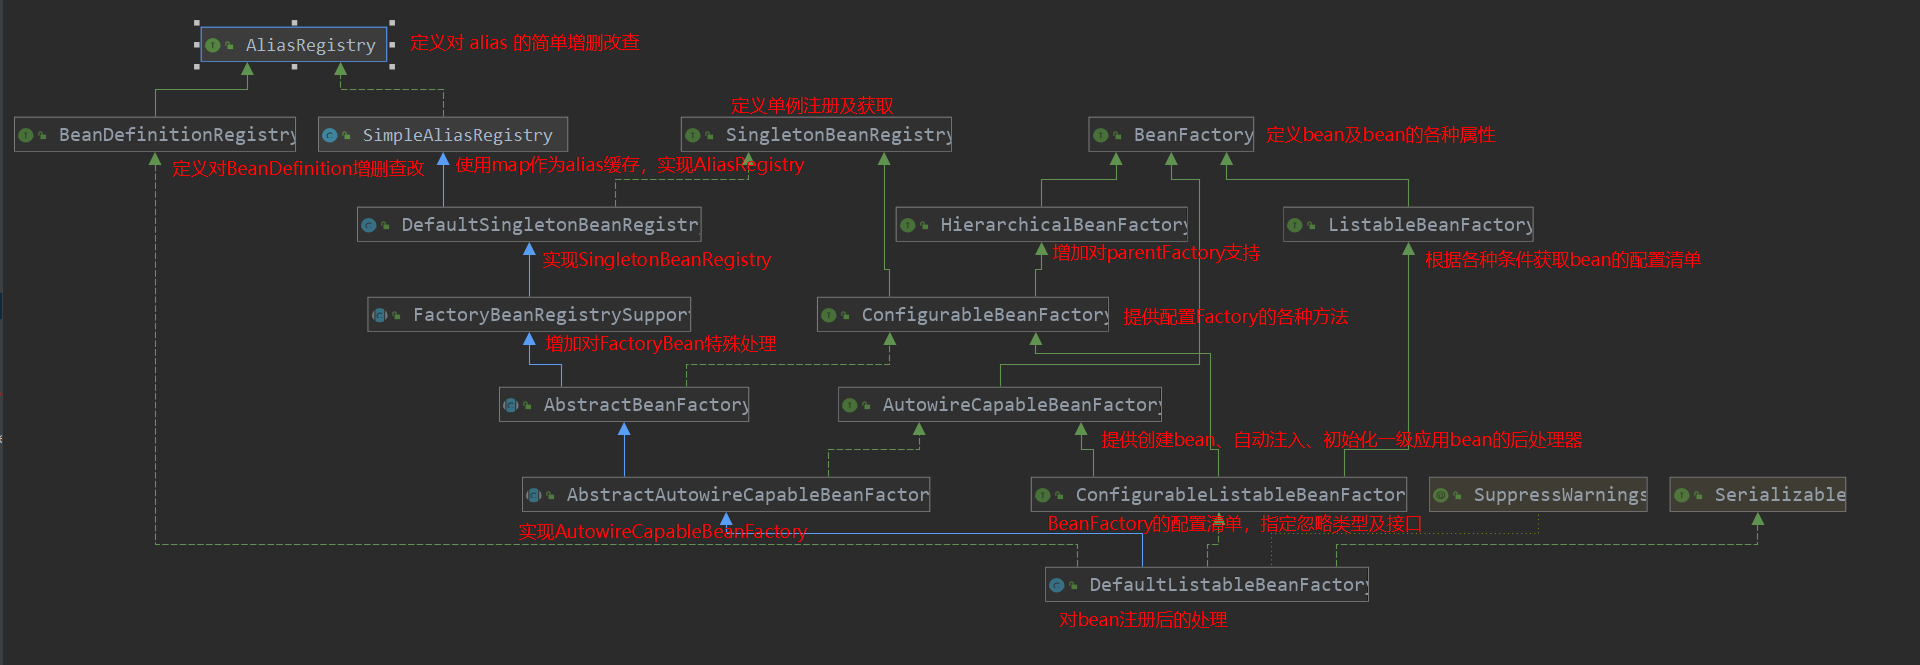 AliasRegistry
定义对 alias 的简单增删改查
定义单例注册及获取
BeanDefinitionRegistry
SimpleAliasRegistry
SingletonBeanRegistry
BeanFactory
定义bean及bean的各种属性
定义对BeanDefinition增删查改
使用map作为alias缓存，实现AliasRegistry
DefaultSingletonBeanRegistr
HierarchicalBeanFactory
ListableBeanFactory
实现SingletonBeanRegistry
增加对parentFactory支持
根据各种条件获取bean的配置清单
FactoryBeanRegistrySuppor
ConfigurableBeanFactory
提供配置Factory的各种方法
增加对FactoryBean特殊处理
AbstractBeanFactory
AutowireCapableBeanFactory
提供创建bean、自动注入、初始化一级应用bean的后处理器
AbstractAutowireCapableBeanFactor
ConfigurableListableBeanFactor
SuppressWarnings
Serializable
实现AutowireCapableBeanFactory
BeanFactory的配置清单，指定忽略类型及接口
DefaultListableBeanFactory
对bean注册后的处理